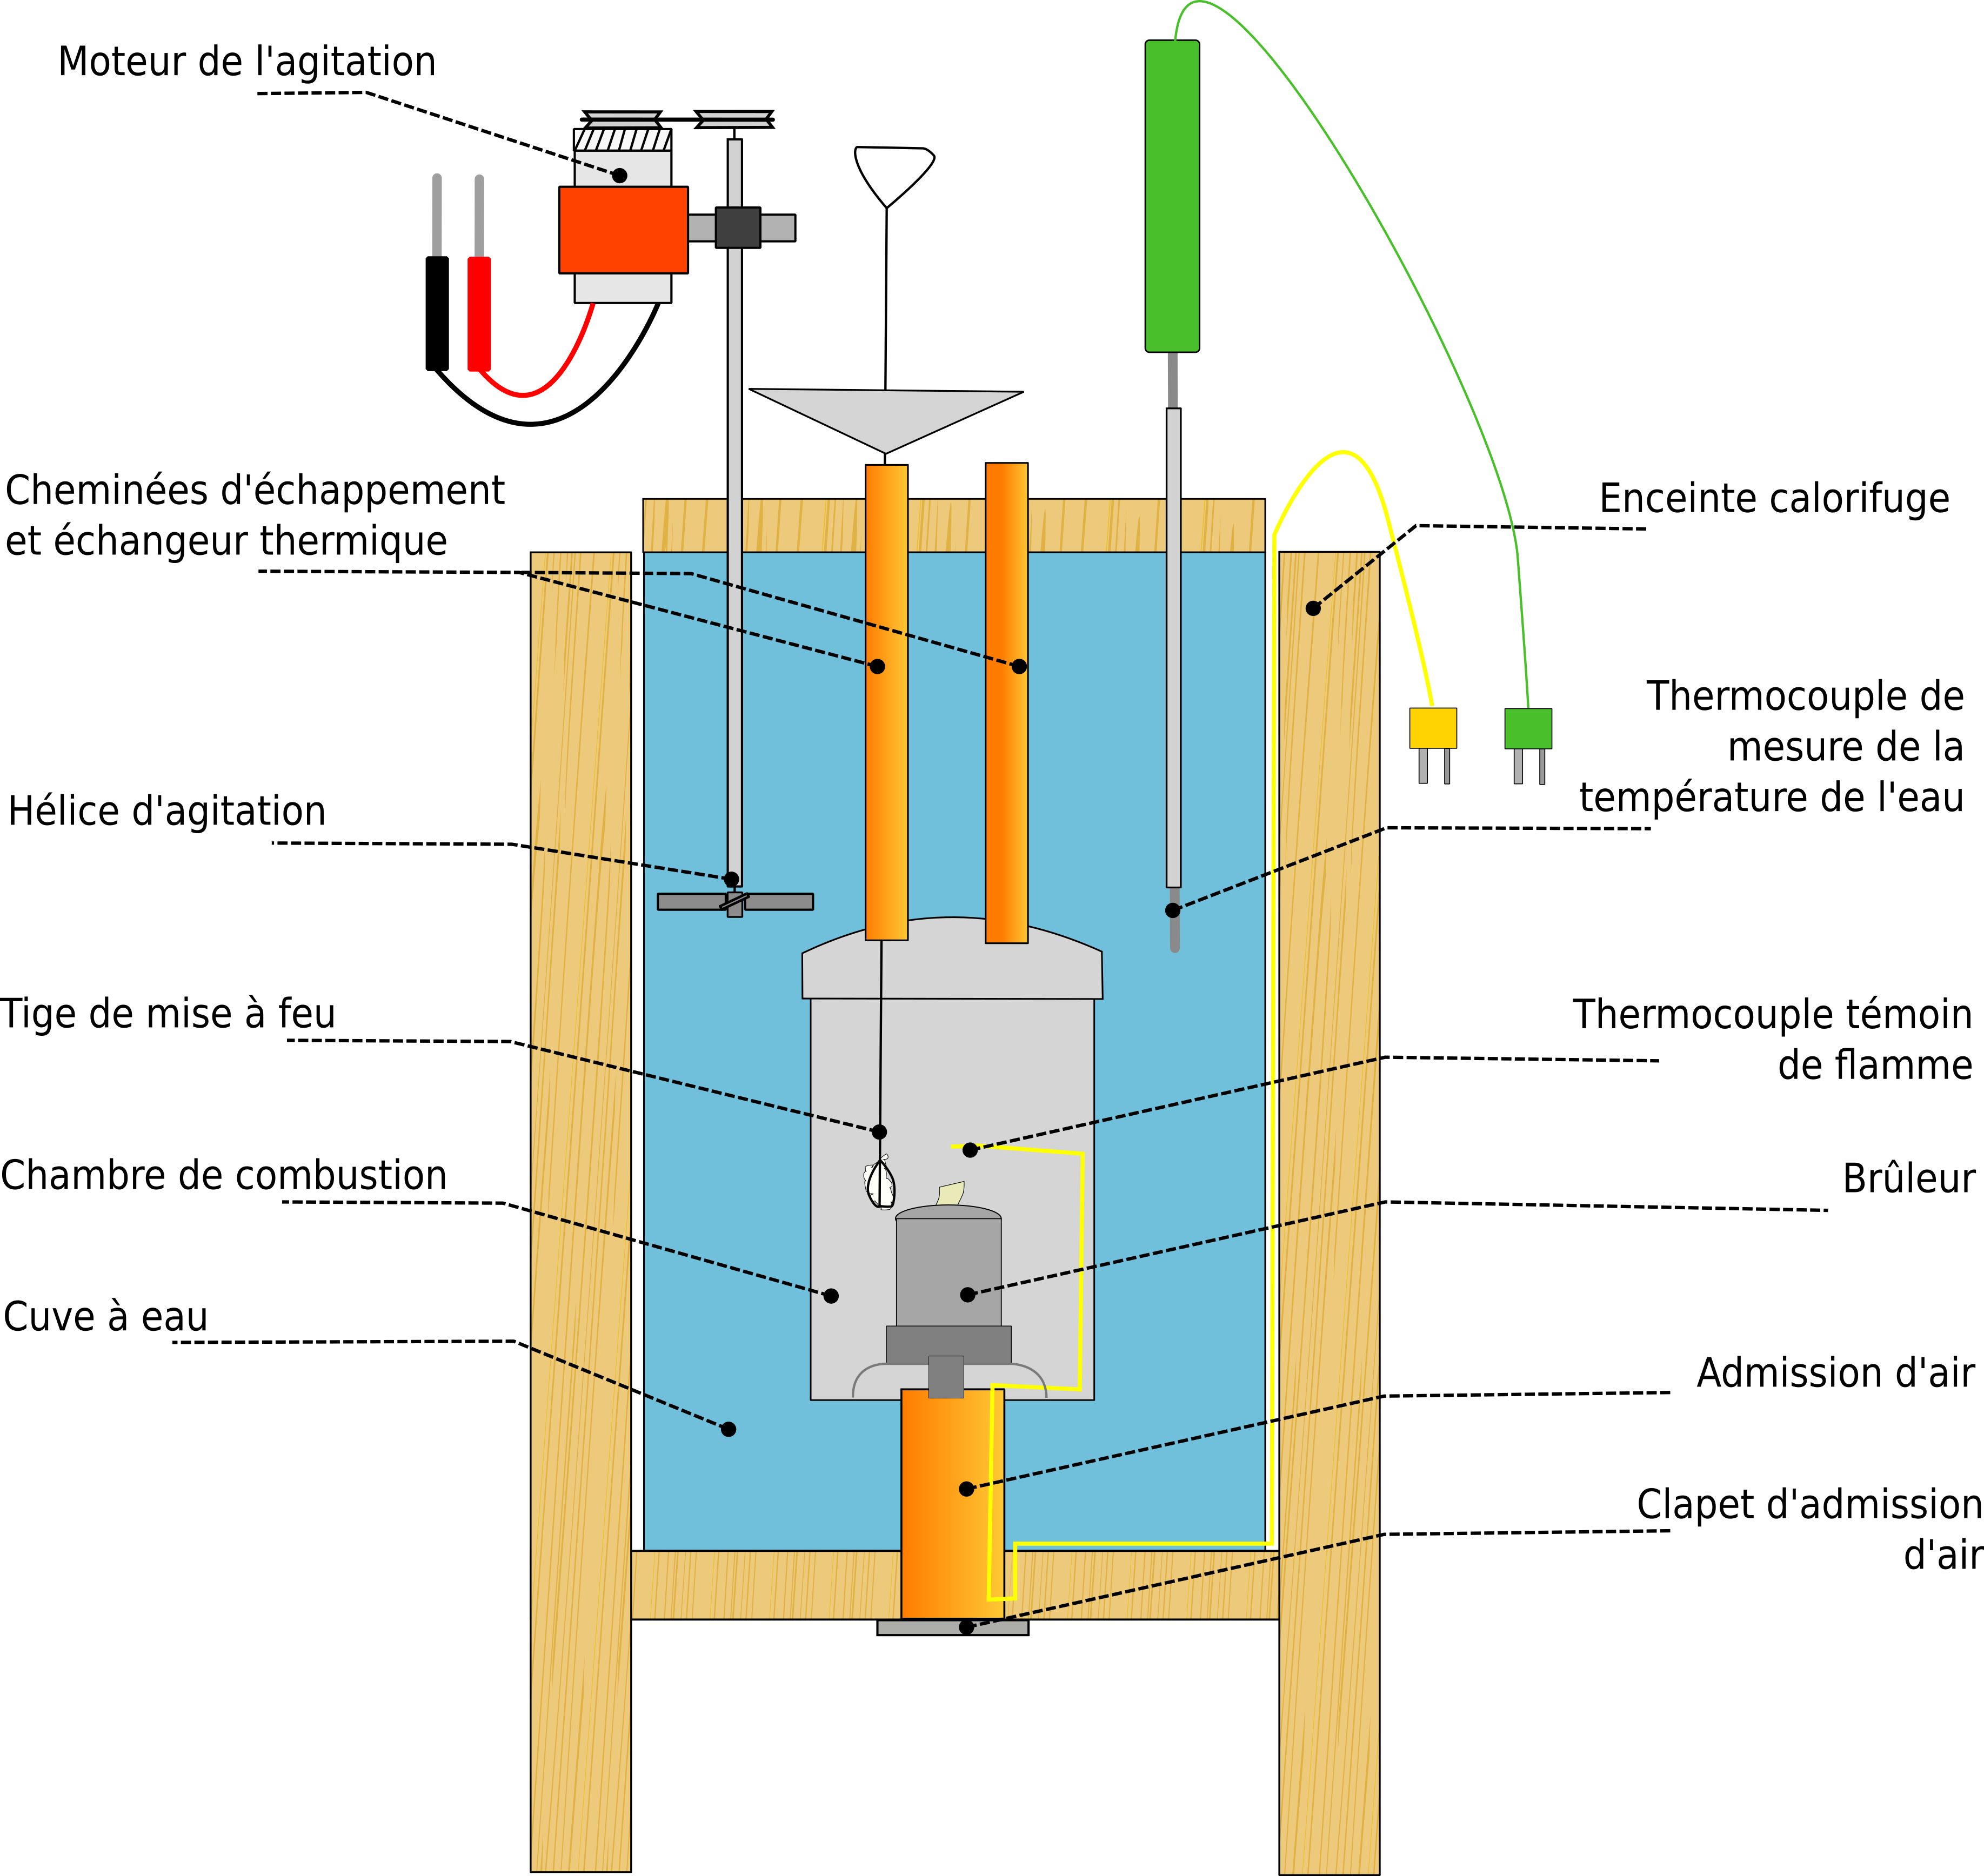 Moteur de l'agitation
Cheminées d'échappement
et échangeur thermique
Hélice d'agitation
Tige de mise à feu
Chambre de combustion
Cuve à eau
Enceinte calorifuge
Thermocouple de
mesure de la
température de l'eau
Thermocouple témoin
de flamme
Brûleur
Admission d'air
Clapet d'admission
d'air